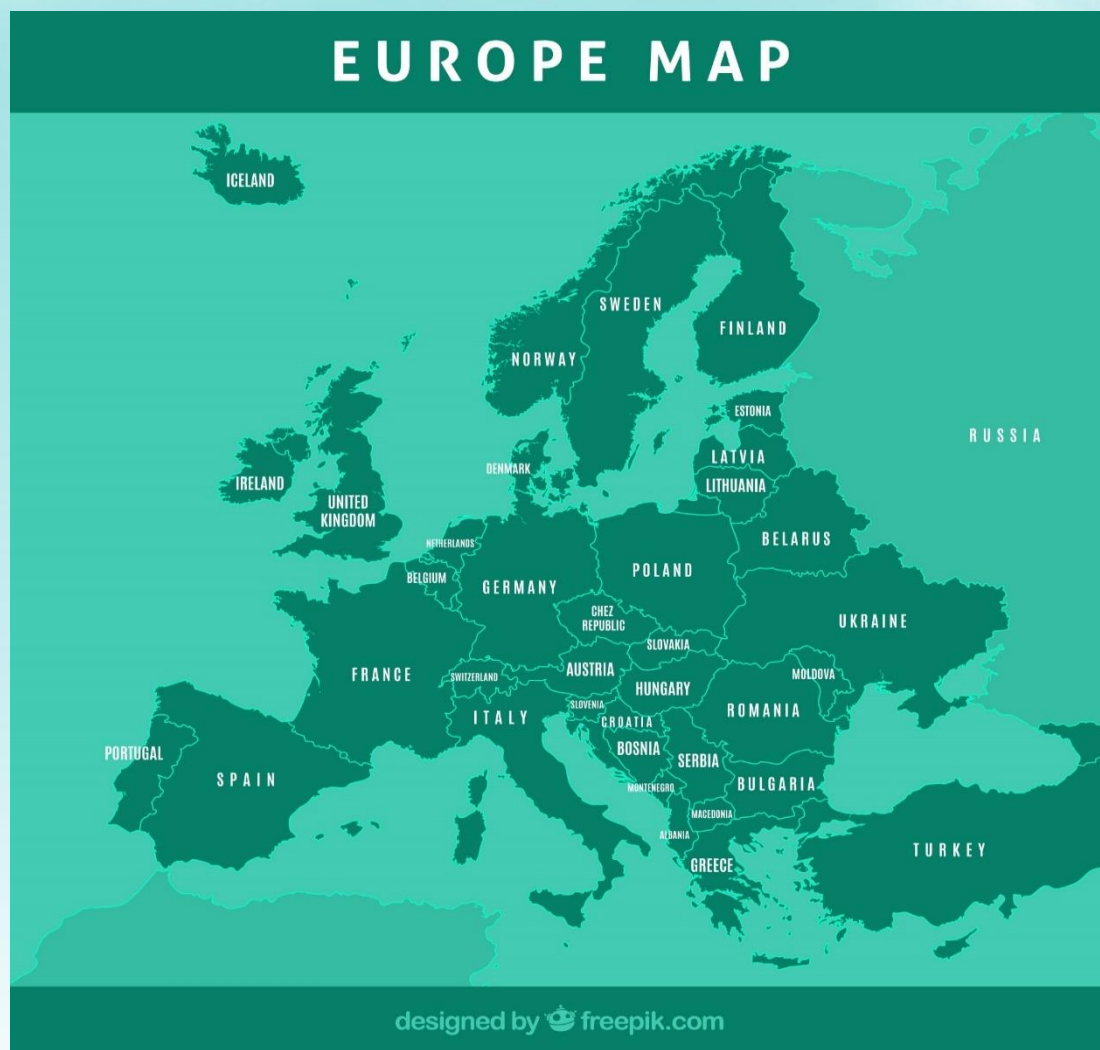 EUROPE MAP
ICELAND
SWEDEN
FINLAND
NORWAY
ESTONIA
RUSSIA
LATVIA
DENMARK
IRELAND
LITHUANIA
UNITED
KINGDOM
BELARUS
NETHERLANDS
BELGIUM
GERMANY
POLAND
CHEZ
REPUBLIC
UKRAINE
SLOVAKIA
FRANCE
SWITZERLAND
AUSTRIA
MOLDOVA
HUNGARY
SLOVENIA
ROMANIA
ITALY
CROATIA
BOSNIA
PORTUGAL
SERBIA
SPAIN
MONTENEGRO
BULGARIA
MACEDONIA
ALBANIA
TURKEY
GREECE
designed by freepik.com